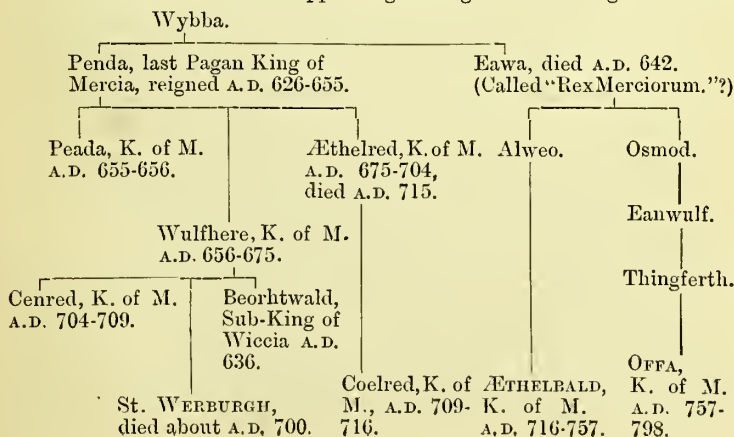 Wybba.
Penda, last Pagan King of
Mercia, reigned A.D. 626-655.
Eawa, died A.D. 642.
(Called "Rex Merciorum."?)
Peada, K. of M.
A.D. 655-656.
Æthelred, K. of M.
A.D. 675-704,
died A.D. 715.
Alweo.
Osmod.
Eanwulf.
Thingferth.
Wulfhere, K. of M.
A.D. 656-675.
Cenred, K. of M.
A.D. 704-709.
Beorhtwald,
Sub-King of
Wiccia A.D.
636.
St. WERBURGH,
died about A.D. 700.
Coelred, K. of
M., A.D. 709-
716.
ÆTHELBALD,
K. of M.
A.D. 716-757.
OFFA,
K. of M.
A.D. 757-
798.